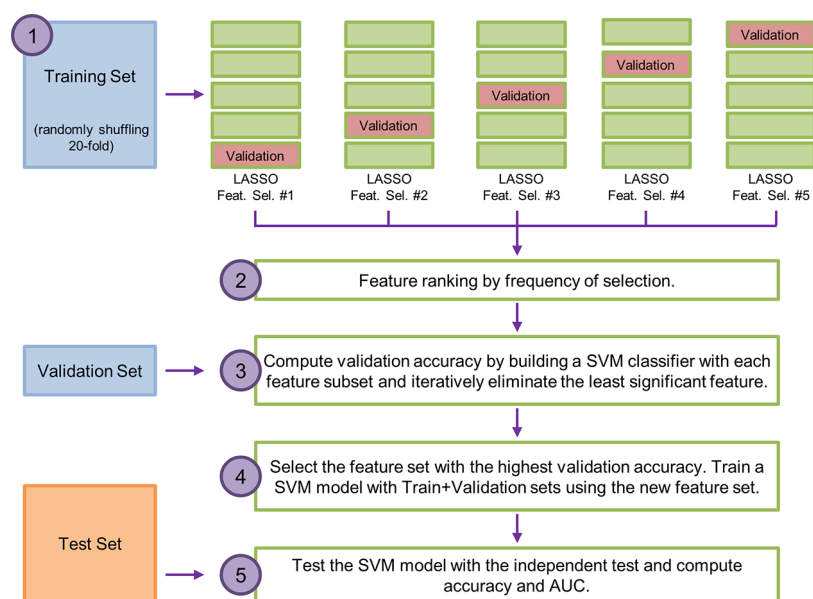 1
Training Set
(randomly shuffling
20-fold)
Validation
Validation
Validation
Validation
Validation
LASSO
Feat. Sel. #1
LASSO
Feat. Sel. #2
LASSO
Feat. Sel. #3
LASSO
Feat. Sel. #4
LASSO
Feat. Sel. #5
2
Feature ranking by frequency of selection.
Validation Set
3
Compute validation accuracy by building a SVM classifier with each
feature subset and iteratively eliminate the least significant feature.
4
Select the feature set with the highest validation accuracy. Train a
SVM model with Train+Validation sets using the new feature set.
Test Set
5
Test the SVM model with the independent test and compute
accuracy and AUC.